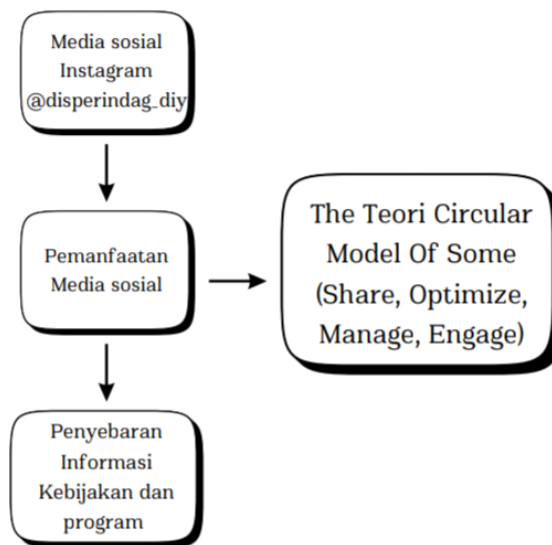 Media sosial
Instagram
@disperindag_diy
Pemanfaatan
Media sosial
The Teori Circular
Model Of Some
(Share, Optimize,
Manage, Engage)
Penyebaran
Informasi
Kebijakan dan
program